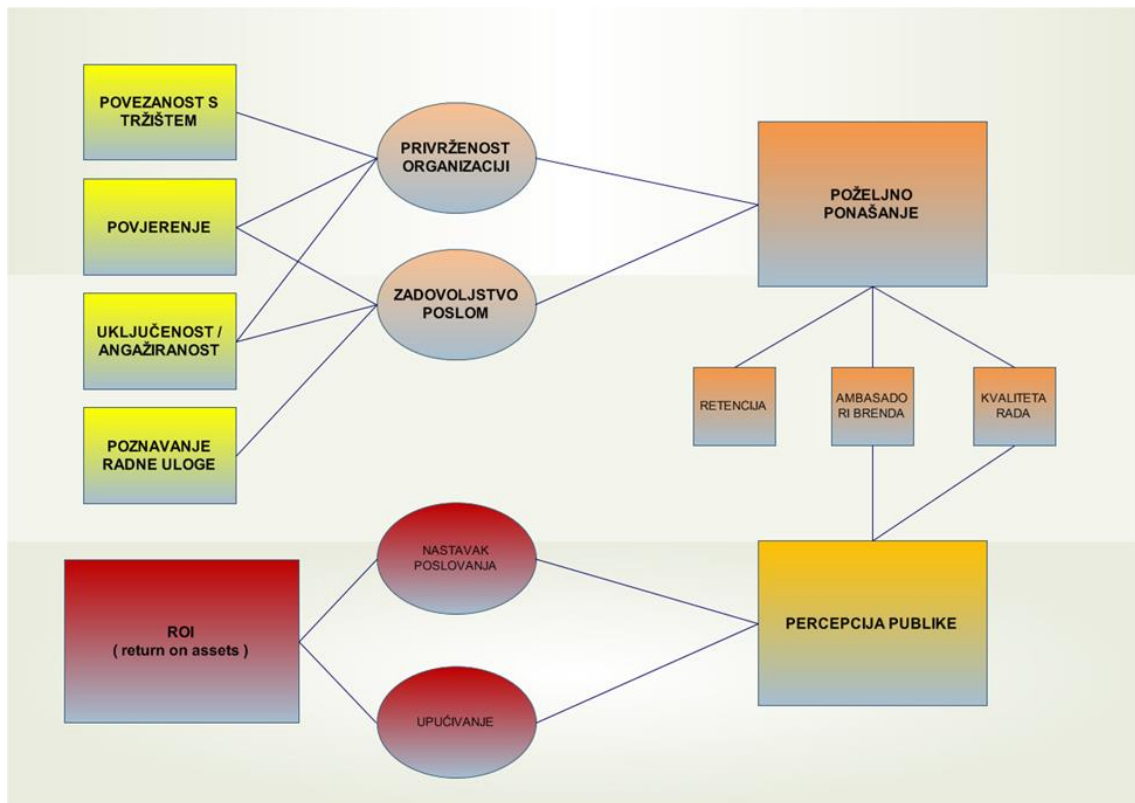 POVEZANOST S
TRŽIŠTEM
POVJERENJE
UKLJUČENOST /
ANGAŽIRANOST
POZNAVANJE
RADNE ULOGE
PRIVRŽENOST
ORGANIZACIJI
ZADOVOLJSTVO
POSLOM
POŽELJNO
PONAŠANJE
RETENCIJA
AMBASADO
RI BRENDA
KVALITETA
RADA
PERCEPCIJA PUBLIKE
NASTAVAK
POSLOVANJA
UPUĆIVANJE
ROI
( return on assets )